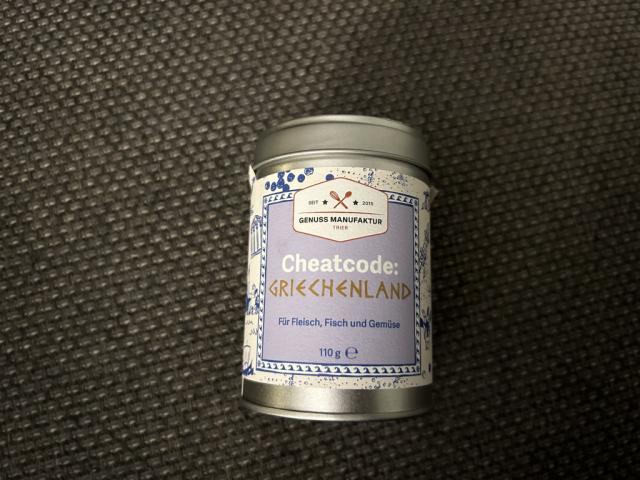 SEIT ★ ★ 2015
GENUSS MANUFAKTUR
TRIER
Cheatcode:
GRIECHENLAND
Für Fleisch, Fisch und Gemüse
110 g ℮